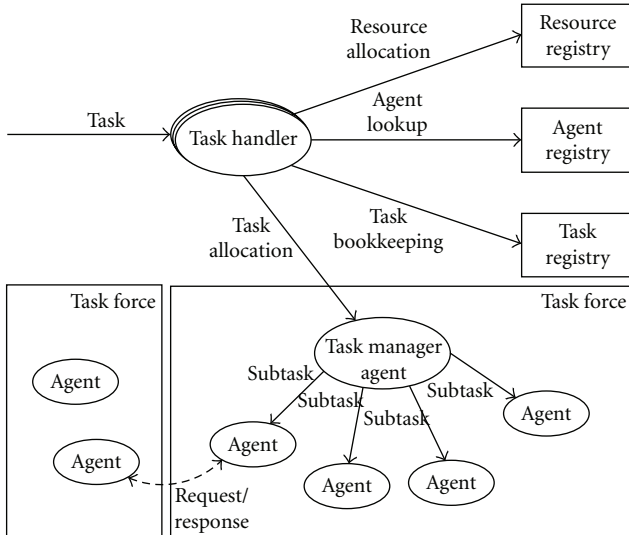 Resource
allocation
Resource
registry
Task
Task handler
Agent
lookup
Agent
registry
Task
allocation
Task
bookkeeping
Task
registry
Task force
Task force
Agent
Agent
Task manager
agent
Subtask
Subtask
Subtask
Subtask
Agent
Agent
Agent
Agent
Request/
response